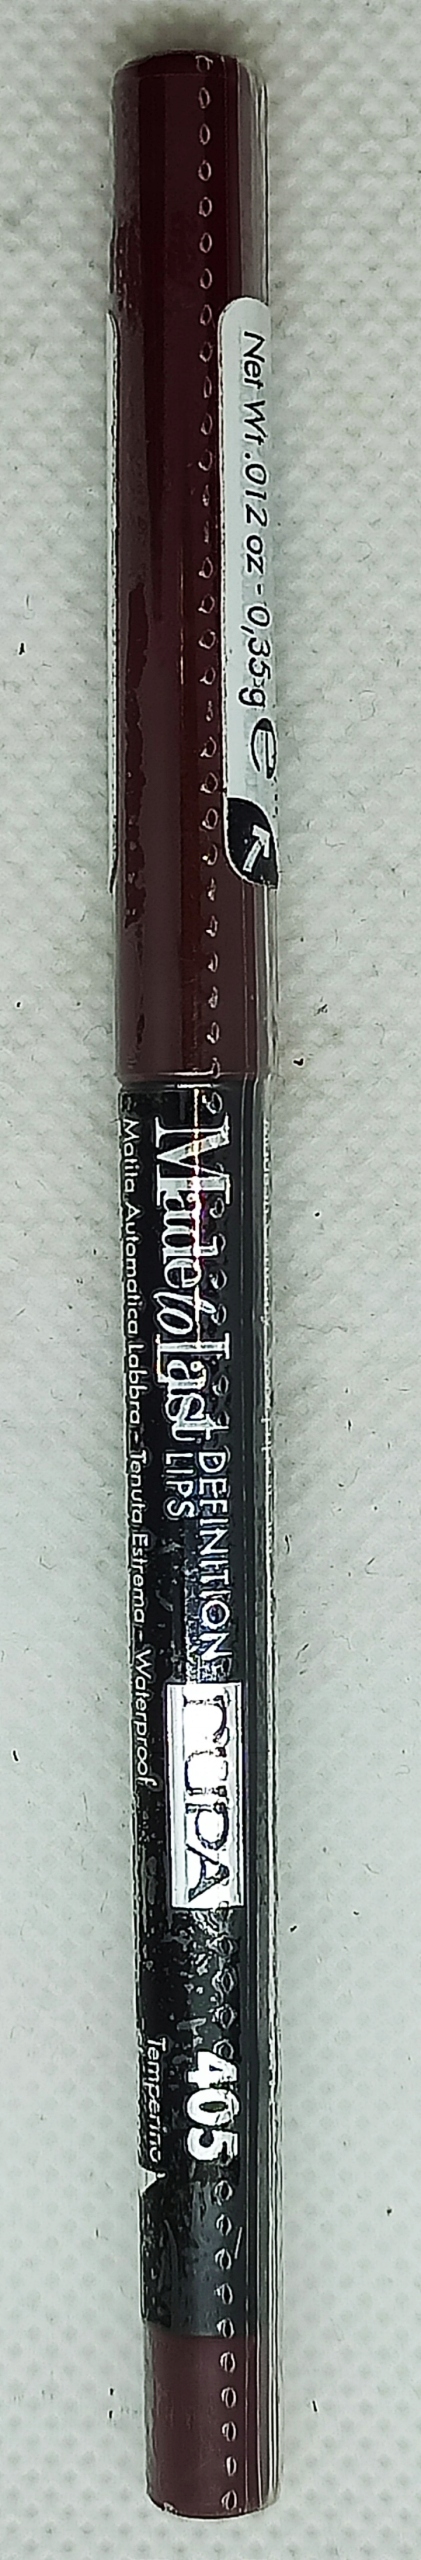 Net Wt .012 oz - 0,35 g e
Made to Last DEFINITION
LIPS
Matita Automatica Labbra - Tenuta Estrema - Waterproof
PUPA
405
Temperino